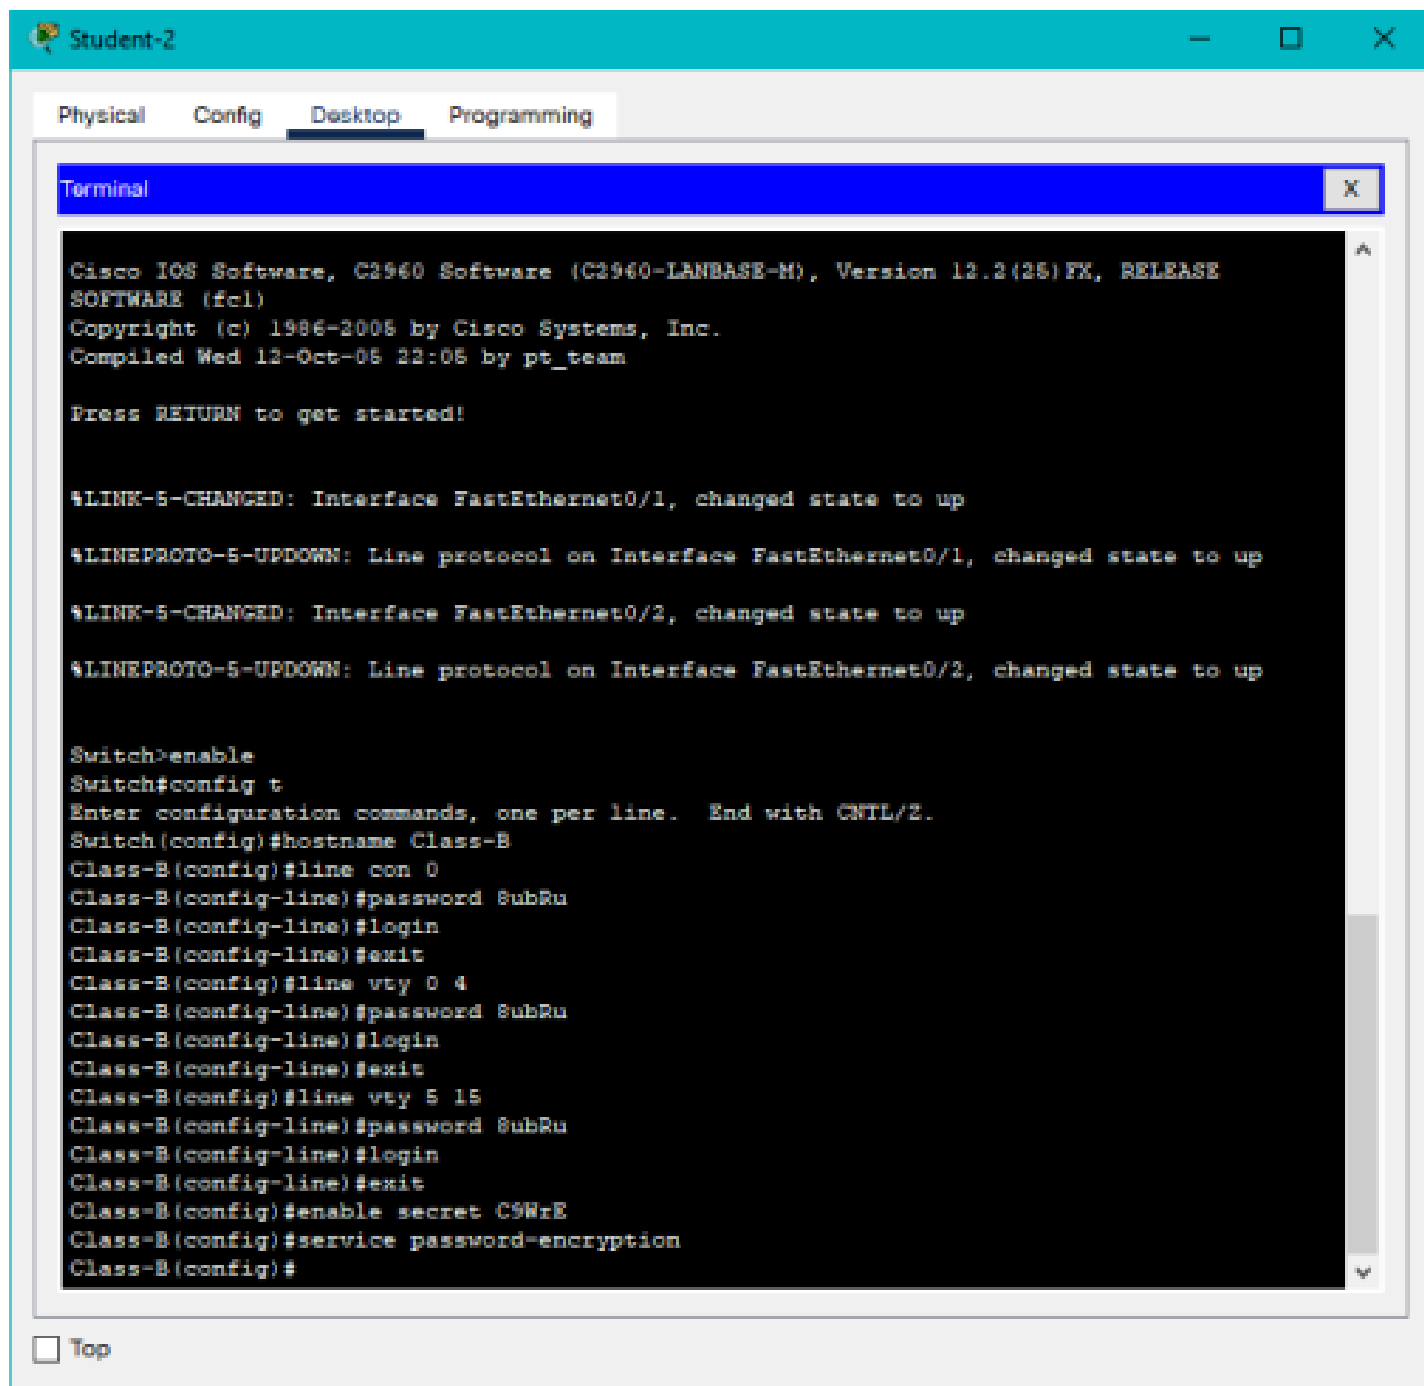 Student-2
Physical Config Desktop Programming
Terminal
X
Cisco IOS Software, C2960 Software (C2960-LANBASE-M), Version 12.2(25)FX, RELEASE
SOFTWARE (fc1)
Copyright (c) 1986-2005 by Cisco Systems, Inc.
Compiled Wed 12-Oct-05 22:05 by pt_team
Press RETURN to get started!
%LINK-5-CHANGED: Interface FastEthernet0/1, changed state to up
%LINEPROTO-5-UPDOWN: Line protocol on Interface FastEthernet0/1, changed state to up
%LINK-5-CHANGED: Interface FastEthernet0/2, changed state to up
%LINEPROTO-5-UPDOWN: Line protocol on Interface FastEthernet0/2, changed state to up
Switch>enable
Switch#config t
Enter configuration commands, one per line.  End with CNTL/Z.
Switch(config)#hostname Class-B
Class-B(config)#line con 0
Class-B(config-line)#password 8ubRu
Class-B(config-line)#login
Class-B(config-line)#exit
Class-B(config)#line vty 0 4
Class-B(config-line)#password 8ubRu
Class-B(config-line)#login
Class-B(config-line)#exit
Class-B(config)#line vty 5 15
Class-B(config-line)#password 8ubRu
Class-B(config-line)#login
Class-B(config-line)#exit
Class-B(config)#enable secret C9WrE
Class-B(config)#service password-encryption
Class-B(config)#
Top